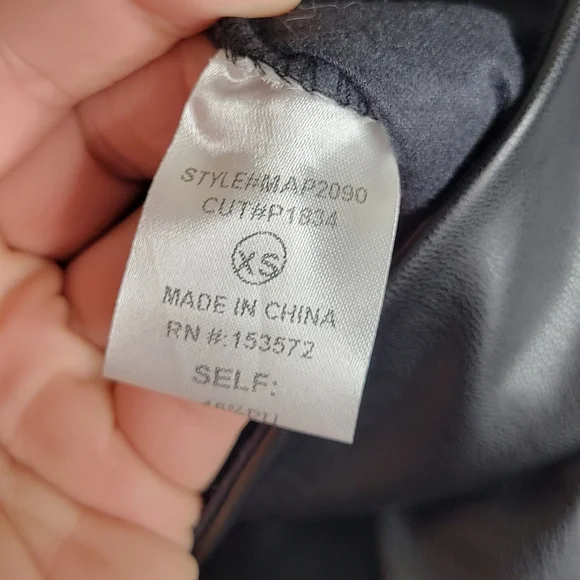 STYLE#MAP2090
CUT#P1834
XS
MADE IN CHINA
RN #:153572
SELF: